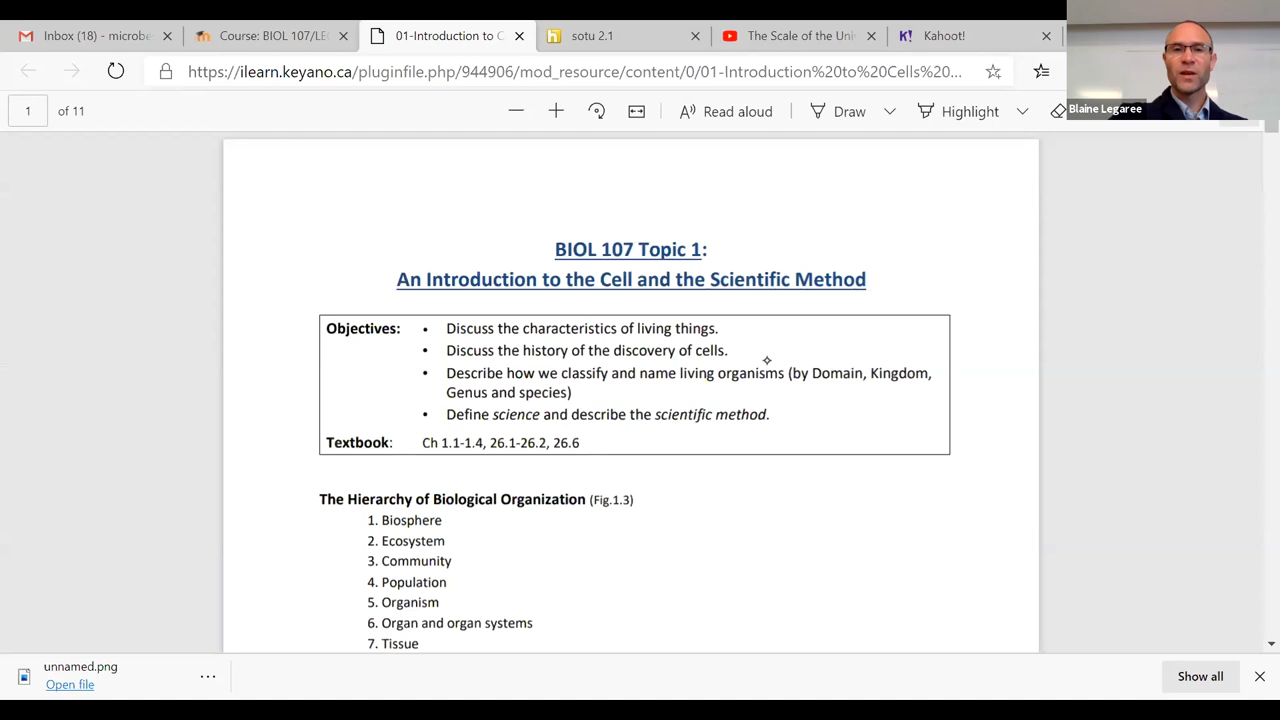 Inbox (18) - microbe
Course: BIOL 107/LEC
01-Introduction to C
sotu 2.1
The Scale of the Uni
Kahoot!
https://ilearn.keyano.ca/pluginfile.php/944906/mod_resource/content/0/01-Introduction%20to%20Cells%20...
Blaine Legaree
1 of 11
Read aloud
Draw
Highlight
BIOL 107 Topic 1:
An Introduction to the Cell and the Scientific Method
Objectives: • Discuss the characteristics of living things.
• Discuss the history of the discovery of cells.
• Describe how we classify and name living organisms (by Domain, Kingdom,
Genus and species)
• Define science and describe the scientific method.
Textbook: Ch 1.1-1.4, 26.1-26.2, 26.6
The Hierarchy of Biological Organization (Fig.1.3)
1. Biosphere
2. Ecosystem
3. Community
4. Population
5. Organism
6. Organ and organ systems
7. Tissue
unnamed.png
Open file
Show all